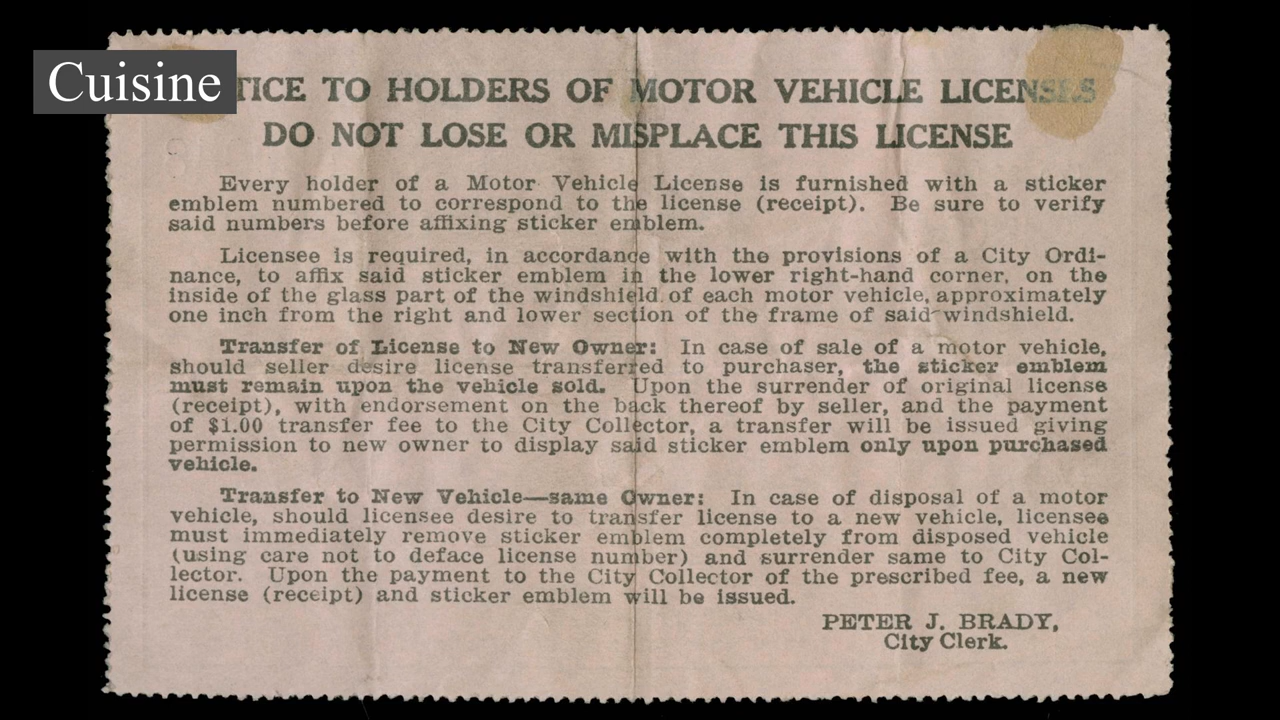 Cuisine
TICE TO HOLDERS OF MOTOR VEHICLE LICENSES
DO NOT LOSE OR MISPLACE THIS LICENSE
Every holder of a Motor Vehicle License is furnished with a sticker
emblem numbered to correspond to the license (receipt). Be sure to verify
said numbers before affixing sticker emblem.
Licensee is required, in accordance with the provisions of a City Ordi-
nance, to affix said sticker emblem in the lower right-hand corner, on the
inside of the glass part of the windshield of each motor vehicle, approximately
one inch from the right and lower section of the frame of said windshield.
Transfer of License to New Owner: In case of sale of a motor vehicle,
should seller desire license transferred to purchaser, the sticker emblem
must remain upon the vehicle sold. Upon the surrender of original license
(receipt), with endorsement on the back thereof by seller, and the payment
of $1.00 transfer fee to the City Collector, a transfer will be issued giving
permission to new owner to display said sticker emblem only upon purchased
vehicle.
Transfer to New Vehicle—same Owner: In case of disposal of a motor
vehicle, should licensee desire to transfer license to a new vehicle, licensee
must immediately remove sticker emblem completely from disposed vehicle
(using care not to deface license number) and surrender same to City Col-
lector. Upon the payment to the City Collector of the prescribed fee, a new
license (receipt) and sticker emblem will be issued.
PETER J. BRADY,
City Clerk.